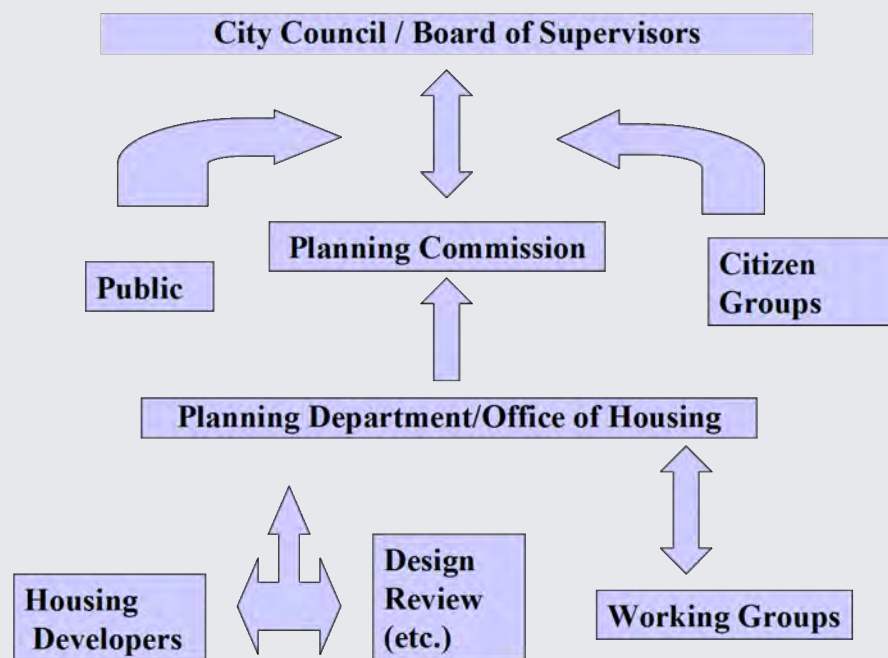 City Council / Board of Supervisors
Planning Commission
Public
Citizen
Groups
Planning Department/Office of Housing
Housing
Developers
Design
Review
(etc.)
Working Groups